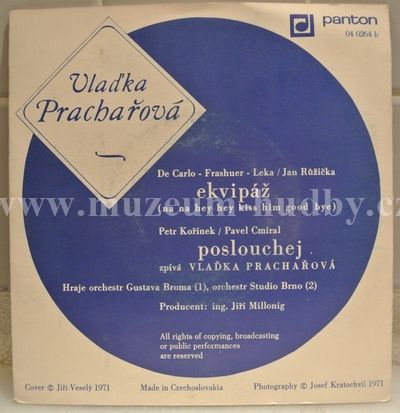 panton
04 0264 h
Vlaďka
Prachařová
De Carlo - Frashuer - Leka / Jan Růžička
ekvipáž
(na na hey hey kiss him good bye)
www.muzeum.hudby.cz
Petr Kořínek / Pavel Cmíral
poslouchej
zpívá VLAĎKA PRACHAŘOVÁ
Hraje orchestr Gustava Broma (1), orchestr Studio Brno (2)
Producent: ing. Jiří Millonig
All rights of copying, broadcasting
or public performances
are reserved
Cover © Jiří Veselý 1971 Made in Czechoslovakia Photography © Josef Kratochvil 1971